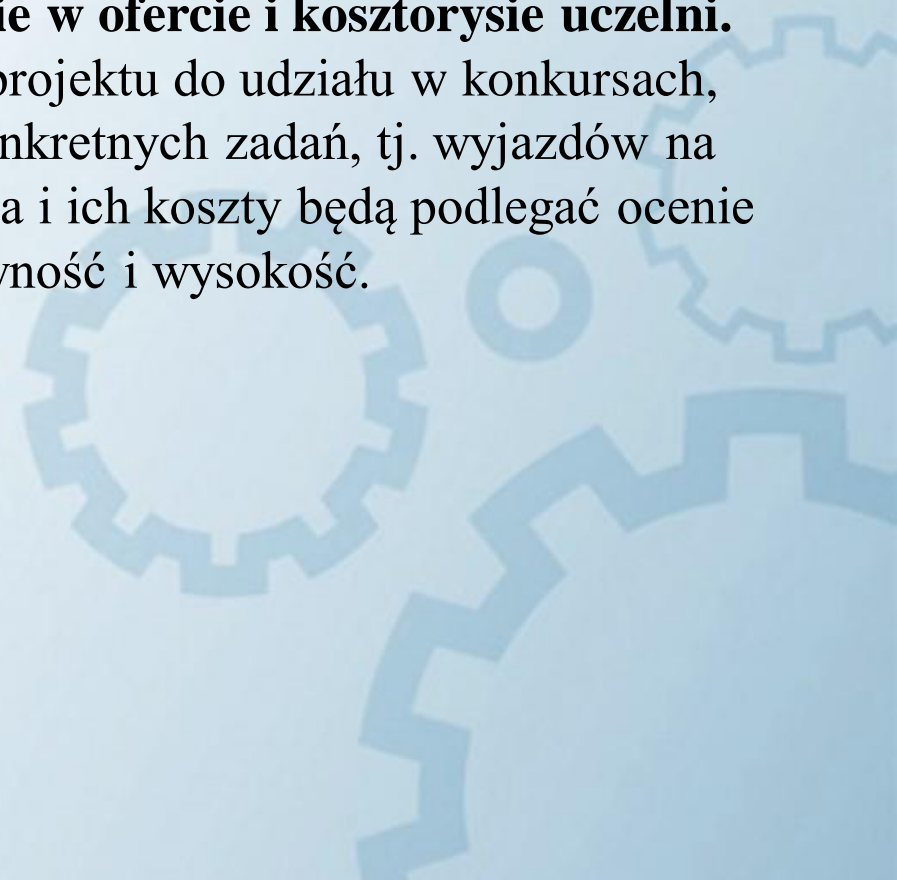 ie w ofercie i kosztorysie uczelni.
projektu do udziału w konkursach,
nkretnych zadań, tj. wyjazdów na
a i ich koszty będą podlegać ocenie
wność i wysokość.